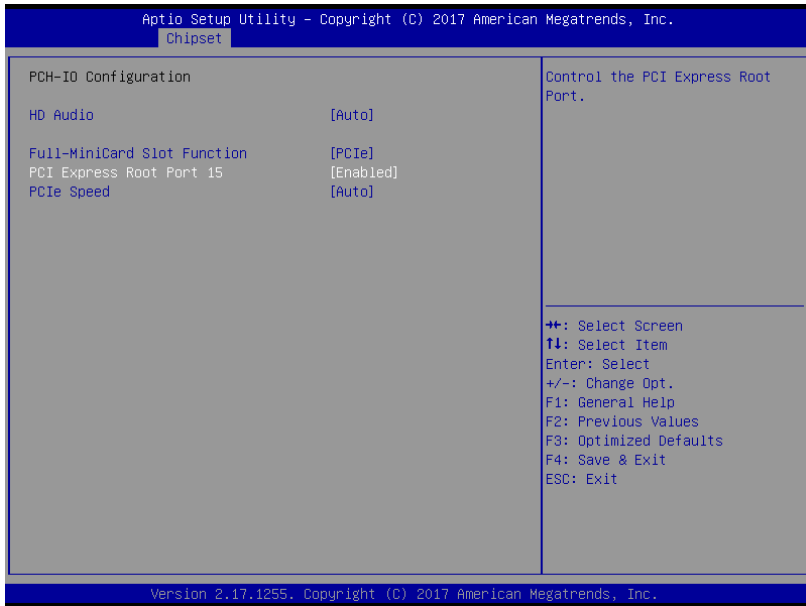 Aptio Setup Utility – Copyright (C) 2017 American Megatrends, Inc.
Chipset
PCH-IO Configuration
HD Audio [Auto]
Full-MiniCard Slot Function [PCIe]
PCI Express Root Port 15 [Enabled]
PCIe Speed [Auto]
Control the PCI Express Root
Port.
→←: Select Screen
↑↓: Select Item
Enter: Select
+/-: Change Opt.
F1: General Help
F2: Previous Values
F3: Optimized Defaults
F4: Save & Exit
ESC: Exit
Version 2.17.1255. Copyright (C) 2017 American Megatrends, Inc.